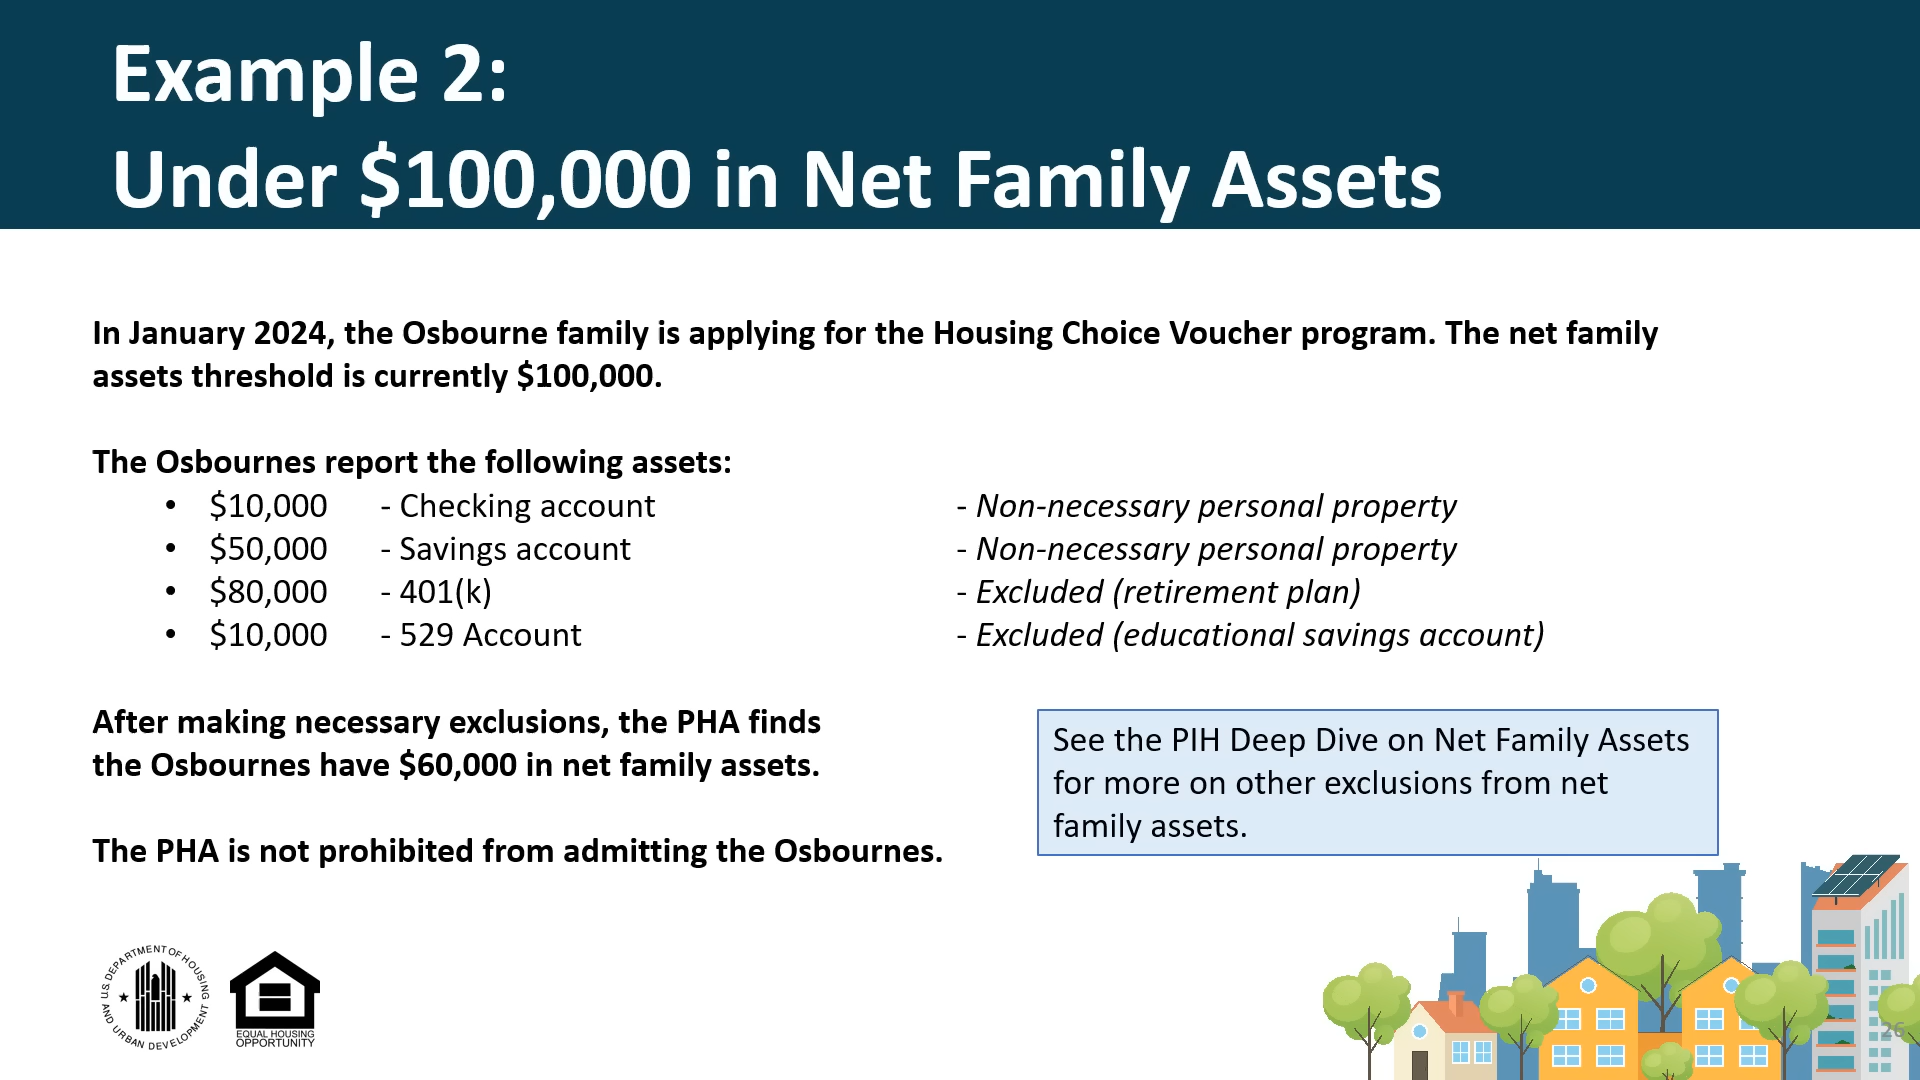 Example 2:
Under $100,000 in Net Family Assets
In January 2024, the Osbourne family is applying for the Housing Choice Voucher program. The net family
assets threshold is currently $100,000.
The Osbournes report the following assets:
• $10,000 - Checking account - Non-necessary personal property
• $50,000 - Savings account - Non-necessary personal property
• $80,000 - 401(k) - Excluded (retirement plan)
• $10,000 - 529 Account - Excluded (educational savings account)
After making necessary exclusions, the PHA finds
the Osbournes have $60,000 in net family assets.
The PHA is not prohibited from admitting the Osbournes.
See the PIH Deep Dive on Net Family Assets
for more on other exclusions from net
family assets.
U.S. DEPARTMENT OF HOUSING
AND URBAN DEVELOPMENT
EQUAL HOUSING
OPPORTUNITY
26